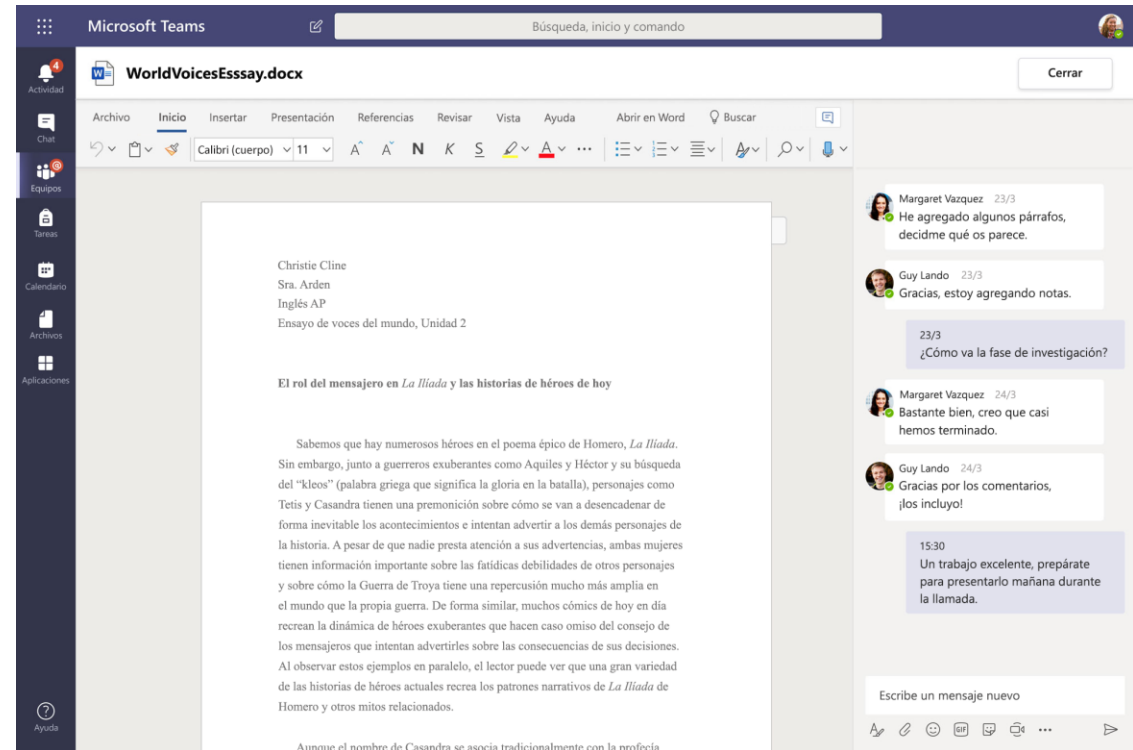 Microsoft Teams
Búsqueda, inicio y comando
4
Actividad
Chat
@
Equipos
Tareas
Calendario
Archivos
Aplicaciones
Ayuda
W
WorldVoicesEsssay.docx
Cerrar
Archivo Inicio Insertar Presentación Referencias Revisar Vista Ayuda Abrir en Word Buscar
Calibri (cuerpo) 11 A A N K S A
Christie Cline
Sra. Arden
Inglés AP
Ensayo de voces del mundo, Unidad 2
El rol del mensajero en La Ilíada y las historias de héroes de hoy
Sabemos que hay numerosos héroes en el poema épico de Homero, La Ilíada.
Sin embargo, junto a guerreros exuberantes como Aquiles y Héctor y su búsqueda
del “kleos” (palabra griega que significa la gloria en la batalla), personajes como
Tetis y Casandra tienen una premonición sobre cómo se van a desencadenar de
forma inevitable los acontecimientos e intentan advertir a los demás personajes de
la historia. A pesar de que nadie presta atención a sus advertencias, ambas mujeres
tienen información importante sobre las fatídicas debilidades de otros personajes
y sobre cómo la Guerra de Troya tiene una repercusión mucho más amplia en
el mundo que la propia guerra. De forma similar, muchos cómics de hoy en día
recrean la dinámica de héroes exuberantes que hacen caso omiso del consejo de
los mensajeros que intentan advertirles sobre las consecuencias de sus decisiones.
Al observar estos ejemplos en paralelo, el lector puede ver que una gran variedad
de las historias de héroes actuales recrea los patrones narrativos de La Ilíada de
Homero y otros mitos relacionados.
Aunque el nombre de Casandra se asocia tradicionalmente con la profecía
Margaret Vazquez 23/3
He agregado algunos párrafos,
decidme qué os parece.
Guy Lando 23/3
Gracias, estoy agregando notas.
23/3
¿Cómo va la fase de investigación?
Margaret Vazquez 24/3
Bastante bien, creo que casi
hemos terminado.
Guy Lando 24/3
Gracias por los comentarios,
¡los incluyo!
15:30
Un trabajo excelente, prepárate
para presentarlo mañana durante
la llamada.
Escribe un mensaje nuevo
GIF